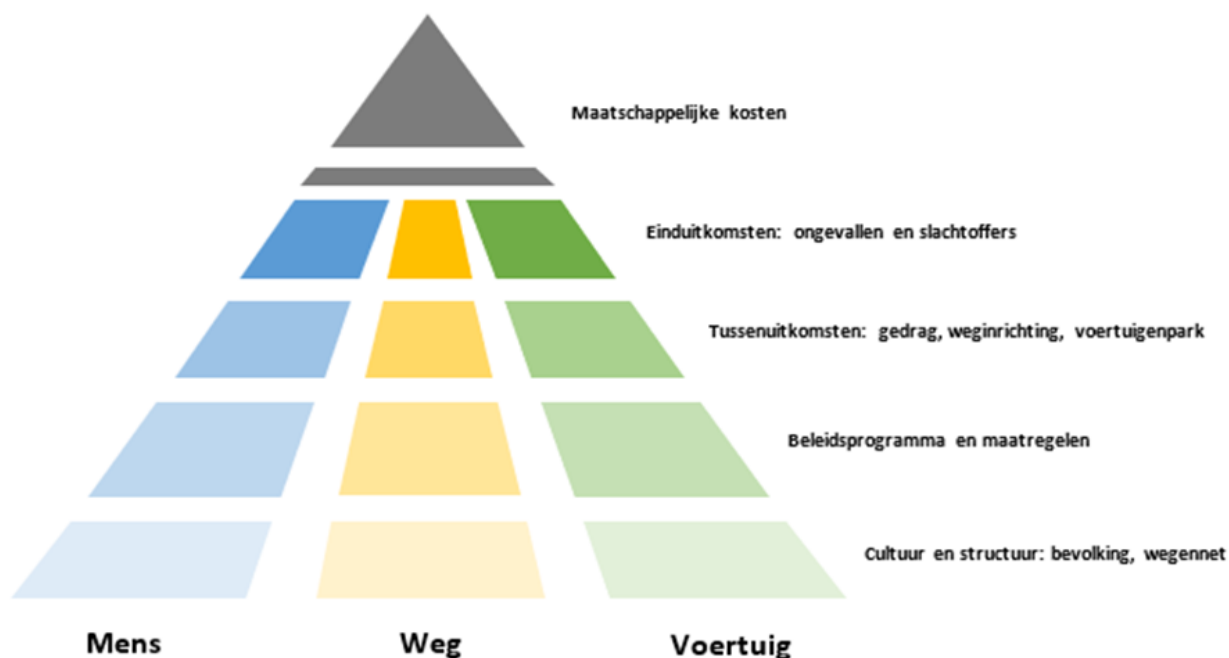 Maatschappelijke kosten
Einduitkomsten: ongevallen en slachtoffers
Tussenuitkomsten: gedrag, weginrichting, voertuigenpark
Beleidsprogramma en maatregelen
Cultuur en structuur: bevolking, wegennet
Mens
Weg
Voertuig